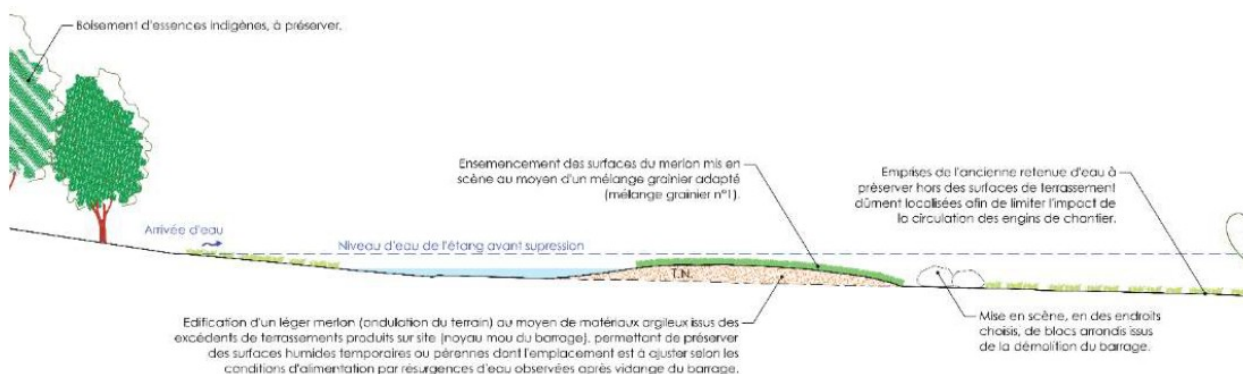 Boisement d'essences indigènes, à préserver.
Ensemencement des surfaces du merlon mis en
scène au moyen d'un mélange grainier adapté
(mélange grainier n°1).
Emprises de l'ancienne retenue d'eau à
préserver hors des surfaces de terrassement
dûment localisées afin de limiter l'impact de
la circulation des engins de chantier.
Arrivée d'eau
Niveau d'eau de l'étang avant supression
T.N.
Edification d'un léger merlon (ondulation du terrain) au moyen de matériaux argileux issus des
excédents de terrassements produits sur site (noyau mou du barrage), permettant de préserver
des surfaces humides temporaires ou pérennes dont l'emplacement est à ajuster selon les
conditions d'alimentation par résurgences d'eau observées après vidange du barrage.
Mise en scène, en des endroits
choisis, de blocs arrondis issus
de la démolition du barrage.